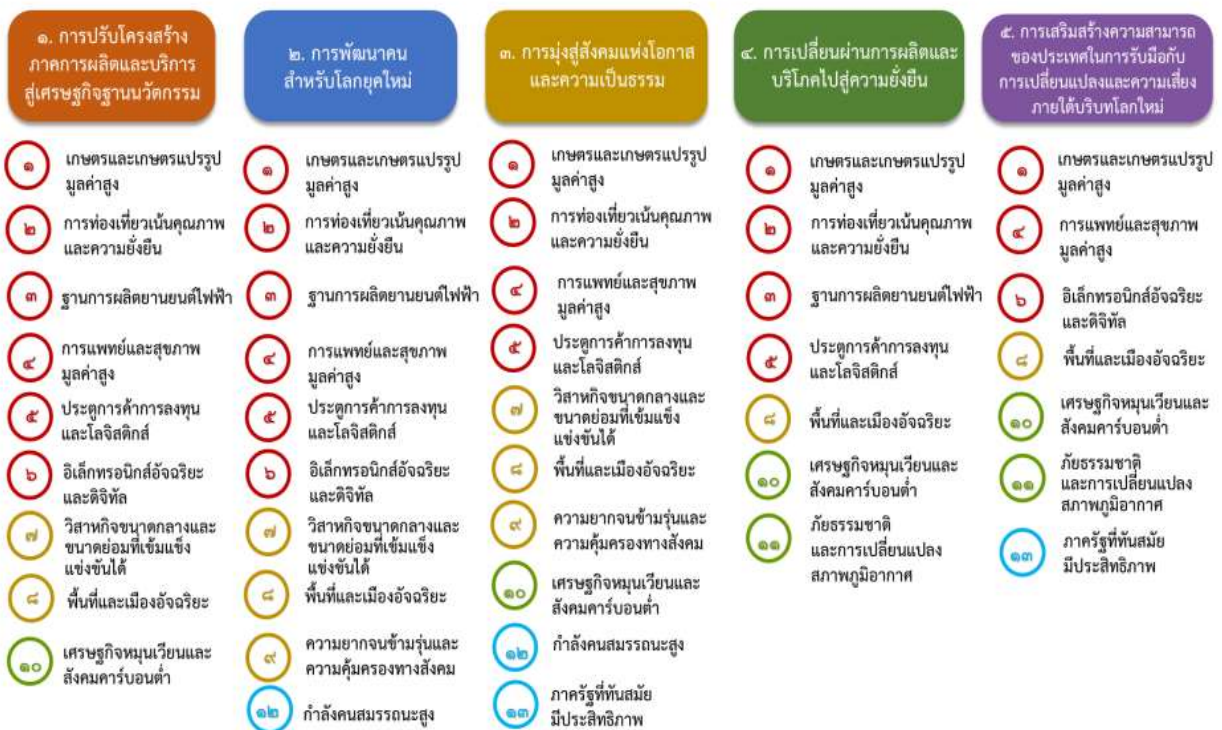 ๑. การปรับโครงสร้าง
ภาคการผลิตและบริการ
สู่เศรษฐกิจฐานนวัตกรรม
๑
เกษตรและเกษตรแปรรูป
มูลค่าสูง
๒
การท่องเที่ยวเน้นคุณภาพ
และความยั่งยืน
๓
ฐานการผลิตยานยนต์ไฟฟ้า
๔
การแพทย์และสุขภาพ
มูลค่าสูง
๕
ประตูการค้าการลงทุน
และโลจิสติกส์
๖
อิเล็กทรอนิกส์อัจฉริยะ
และดิจิทัล
๗
วิสาหกิจขนาดกลางและ
ขนาดย่อมที่เข้มแข็ง
แข่งขันได้
๘
พื้นที่และเมืองอัจฉริยะ
๑๐
เศรษฐกิจหมุนเวียนและ
สังคมคาร์บอนต่ำ
๒. การพัฒนาคน
สำหรับโลกยุคใหม่
๑
เกษตรและเกษตรแปรรูป
มูลค่าสูง
๒
การท่องเที่ยวเน้นคุณภาพ
และความยั่งยืน
๓
ฐานการผลิตยานยนต์ไฟฟ้า
๔
การแพทย์และสุขภาพ
มูลค่าสูง
๕
ประตูการค้าการลงทุน
และโลจิสติกส์
๖
อิเล็กทรอนิกส์อัจฉริยะ
และดิจิทัล
๗
วิสาหกิจขนาดกลางและ
ขนาดย่อมที่เข้มแข็ง
แข่งขันได้
๘
พื้นที่และเมืองอัจฉริยะ
๙
ความยากจนข้ามรุ่นและ
ความคุ้มครองทางสังคม
๑๒
กำลังคนสมรรถนะสูง
๓. การมุ่งสู่สังคมแห่งโอกาส
และความเป็นธรรม
๑
เกษตรและเกษตรแปรรูป
มูลค่าสูง
๒
การท่องเที่ยวเน้นคุณภาพ
และความยั่งยืน
๔
การแพทย์และสุขภาพ
มูลค่าสูง
๕
ประตูการค้าการลงทุน
และโลจิสติกส์
๗
วิสาหกิจขนาดกลางและ
ขนาดย่อมที่เข้มแข็ง
แข่งขันได้
๘
พื้นที่และเมืองอัจฉริยะ
๙
ความยากจนข้ามรุ่นและ
ความคุ้มครองทางสังคม
๑๐
เศรษฐกิจหมุนเวียนและ
สังคมคาร์บอนต่ำ
๑๒
กำลังคนสมรรถนะสูง
๑๓
ภาครัฐที่ทันสมัย
มีประสิทธิภาพ
๔. การเปลี่ยนผ่านการผลิตและ
บริโภคไปสู่ความยั่งยืน
๑
เกษตรและเกษตรแปรรูป
มูลค่าสูง
๒
การท่องเที่ยวเน้นคุณภาพ
และความยั่งยืน
๓
ฐานการผลิตยานยนต์ไฟฟ้า
๕
ประตูการค้าการลงทุน
และโลจิสติกส์
๘
พื้นที่และเมืองอัจฉริยะ
๑๐
เศรษฐกิจหมุนเวียนและ
สังคมคาร์บอนต่ำ
๑๑
ภัยธรรมชาติ
และการเปลี่ยนแปลง
สภาพภูมิอากาศ
๕. การเสริมสร้างความสามารถ
ของประเทศในการรับมือกับ
การเปลี่ยนแปลงและความเสี่ยง
ภายใต้บริบทโลกใหม่
๑
เกษตรและเกษตรแปรรูป
มูลค่าสูง
๔
การแพทย์และสุขภาพ
มูลค่าสูง
๖
อิเล็กทรอนิกส์อัจฉริยะ
และดิจิทัล
๘
พื้นที่และเมืองอัจฉริยะ
๑๐
เศรษฐกิจหมุนเวียนและ
สังคมคาร์บอนต่ำ
๑๑
ภัยธรรมชาติ
และการเปลี่ยนแปลง
สภาพภูมิอากาศ
๑๓
ภาครัฐที่ทันสมัย
มีประสิทธิภาพ